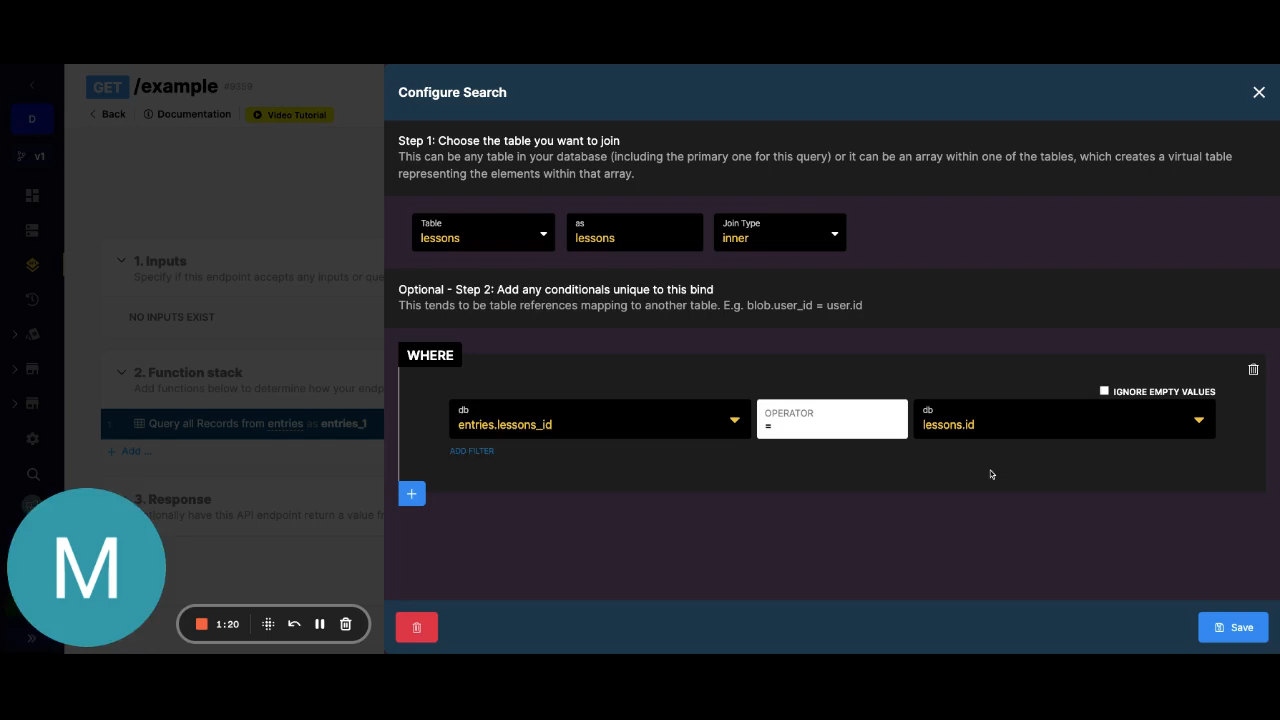 GET /example #9359
Back Documentation Video Tutorial
D
v1
1. Inputs
Specify if this endpoint accepts any inputs or que
NO INPUTS EXIST
2. Function stack
Add functions below to determine how your endp
1 Query all Records from entries as entries_1
+ Add ...
3. Response
tionally have this API endpoint return a value fr
M
1:20
Configure Search
Step 1: Choose the table you want to join
This can be any table in your database (including the primary one for this query) or it can be an array within one of the tables, which creates a virtual table
representing the elements within that array.
Table as Join Type
lessons lessons inner
Optional - Step 2: Add any conditionals unique to this bind
This tends to be table references mapping to another table. E.g. blob.user_id = user.id
WHERE
IGNORE EMPTY VALUES
db OPERATOR db
entries.lessons_id = lessons.id
ADD FILTER
+
Save